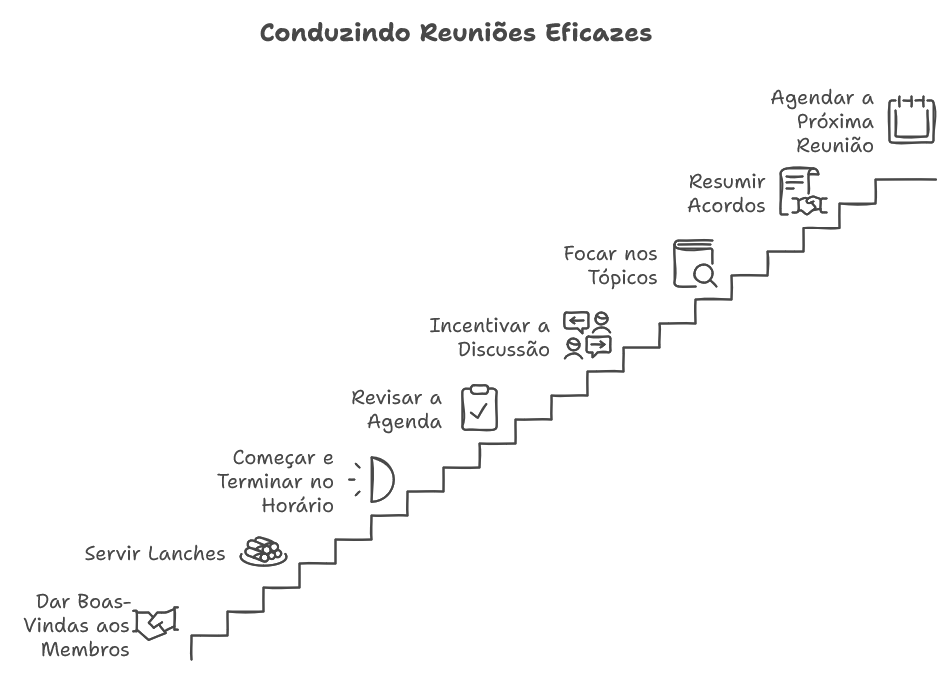 Conduzindo Reuniões Eficazes
Agendar a
Próxima
Reunião
Resumir
Acordos
Focar nos
Tópicos
Incentivar a
Discussão
Revisar a
Agenda
Começar e
Terminar no
Horário
Servir Lanches
Dar Boas-
Vindas aos
Membros